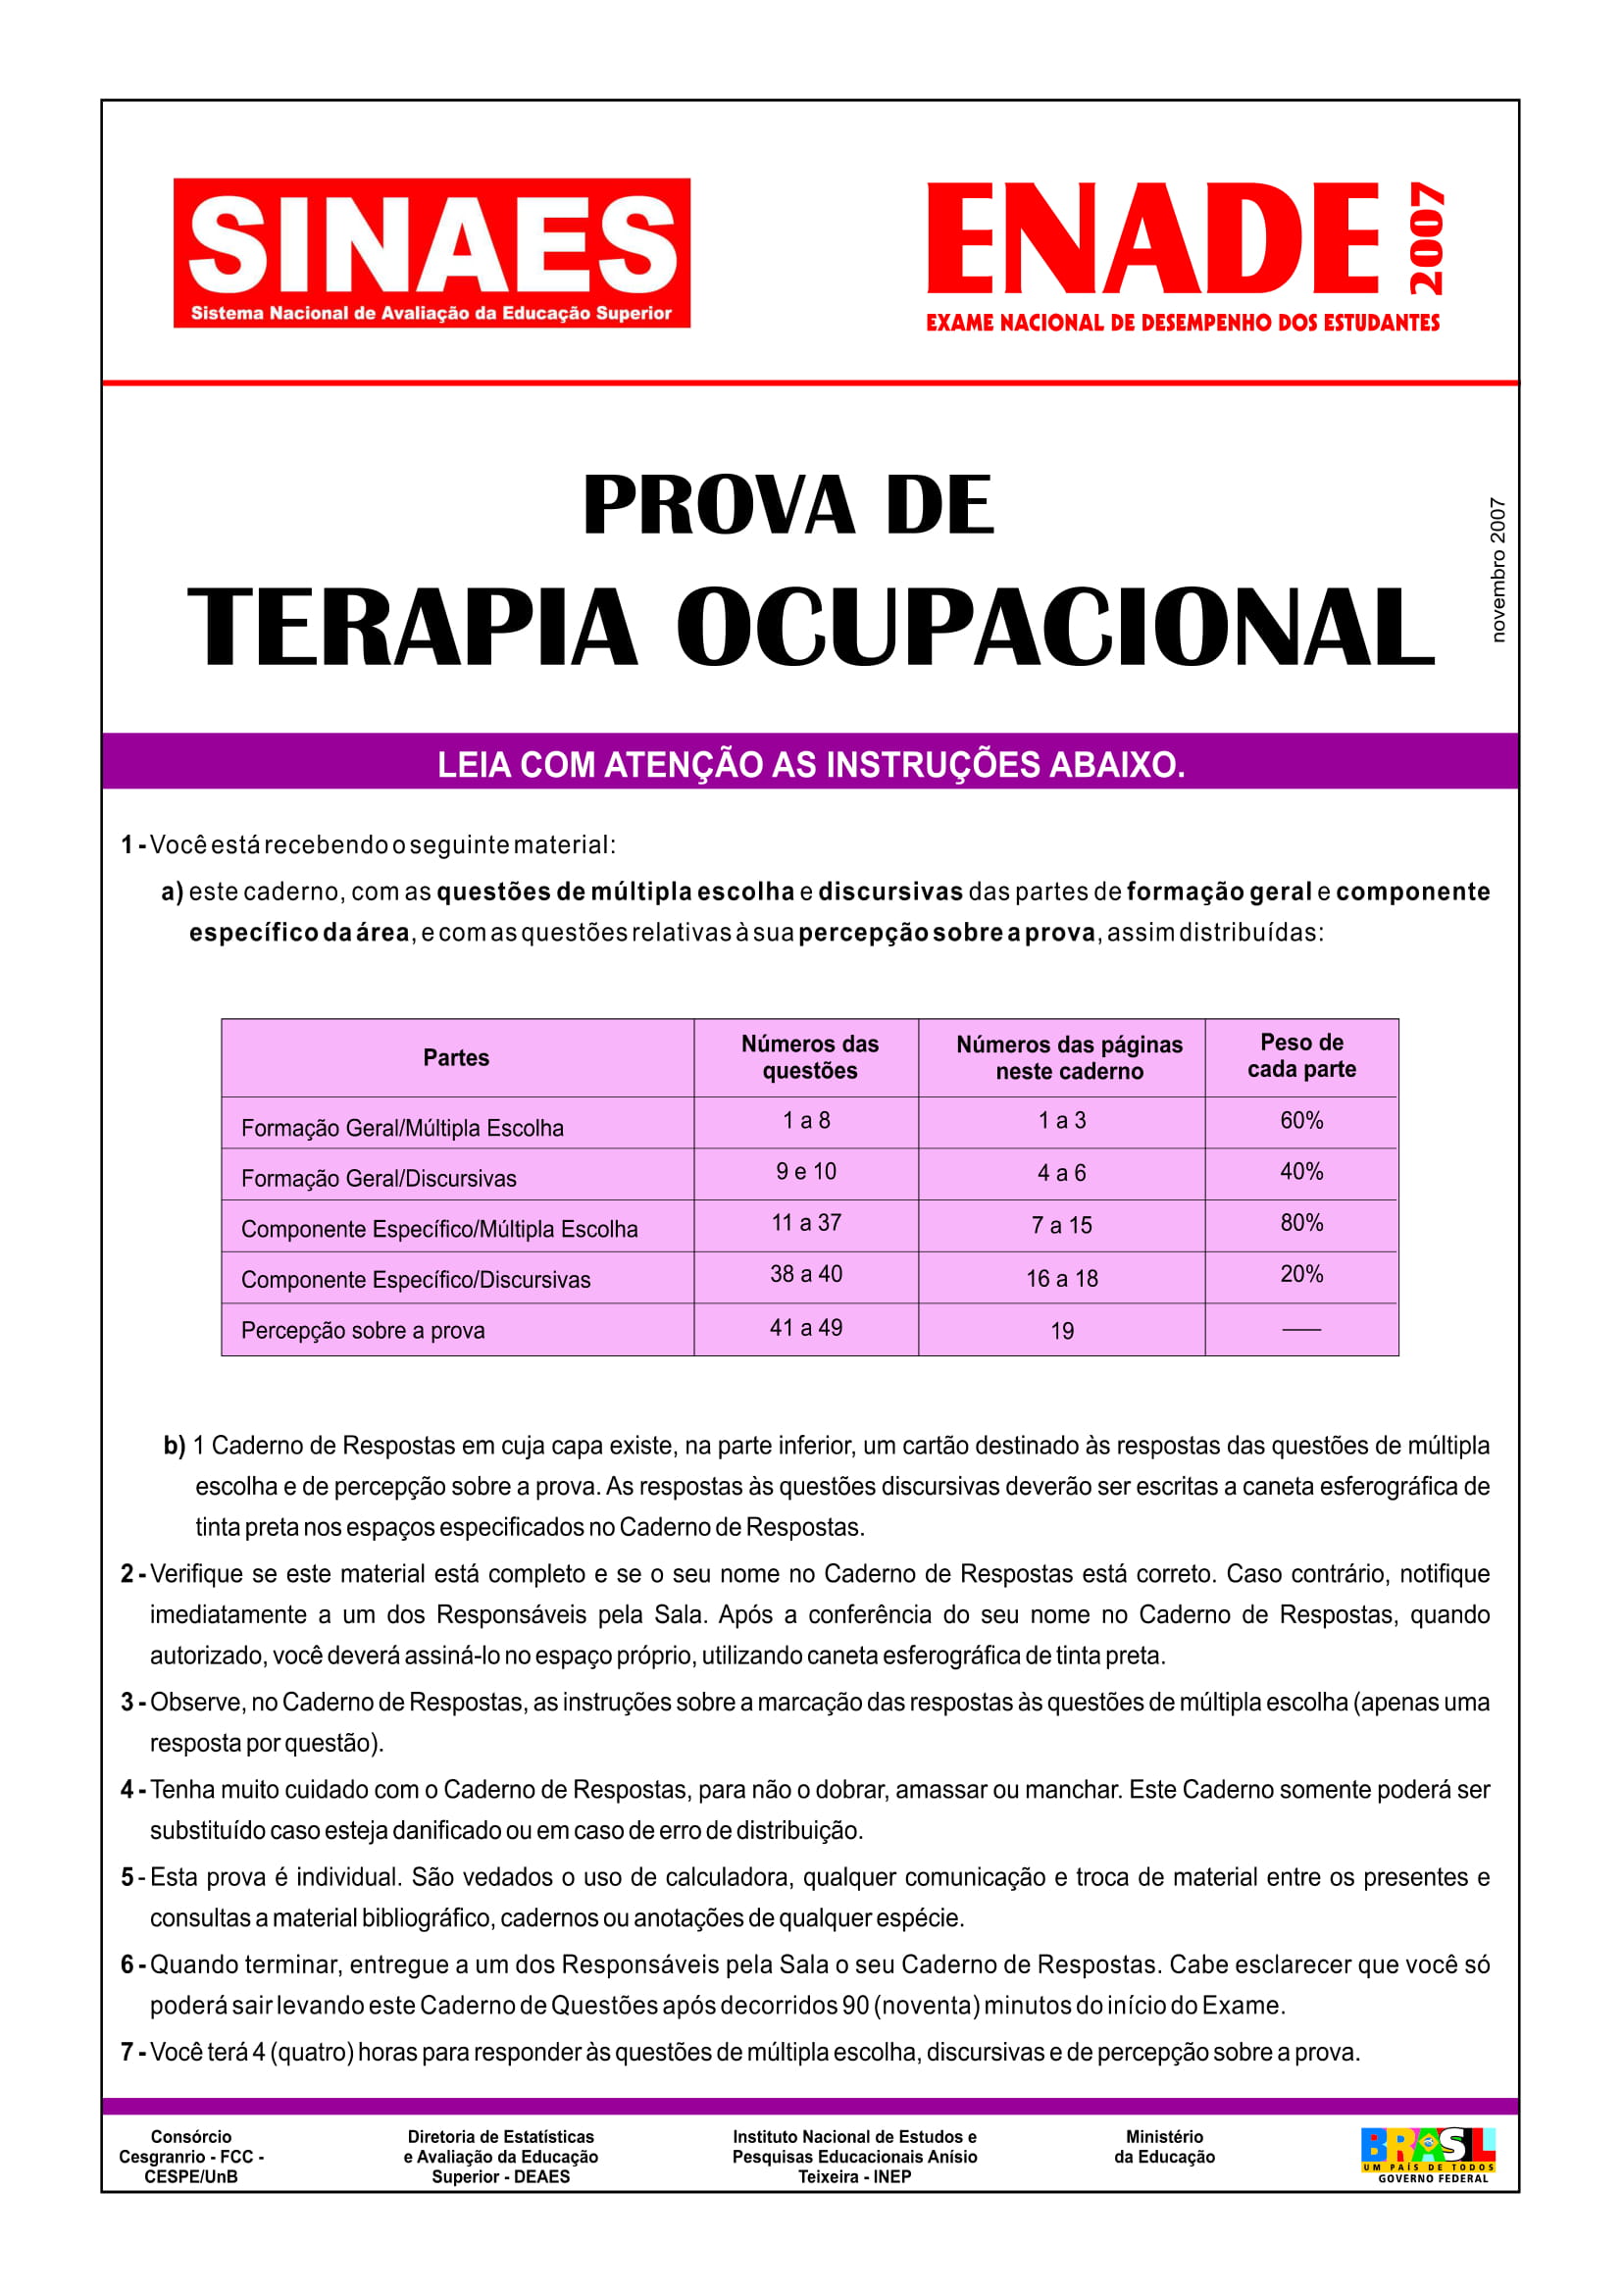 SINAES
Sistema Nacional de Avaliação da Educação Superior
ENADE 2007
EXAME NACIONAL DE DESEMPENHO DOS ESTUDANTES
PROVA DE
TERAPIA OCUPACIONAL
novembro 2007
LEIA COM ATENÇÃO AS INSTRUÇÕES ABAIXO.
1 - Você está recebendo o seguinte material:
a) este caderno, com as questões de múltipla escolha e discursivas das partes de formação geral e componente
específico da área, e com as questões relativas à sua percepção sobre a prova, assim distribuídas:
Partes Números das questões Números das páginas neste caderno Peso de cada parte
Formação Geral/Múltipla Escolha 1 a 8 1 a 3 60%
Formação Geral/Discursivas 9 e 10 4 a 6 40%
Componente Específico/Múltipla Escolha 11 a 37 7 a 15 80%
Componente Específico/Discursivas 38 a 40 16 a 18 20%
Percepção sobre a prova 41 a 49 19 ——
b) 1 Caderno de Respostas em cuja capa existe, na parte inferior, um cartão destinado às respostas das questões de múltipla
escolha e de percepção sobre a prova. As respostas às questões discursivas deverão ser escritas a caneta esferográfica de
tinta preta nos espaços especificados no Caderno de Respostas.
2 - Verifique se este material está completo e se o seu nome no Caderno de Respostas está correto. Caso contrário, notifique
imediatamente a um dos Responsáveis pela Sala. Após a conferência do seu nome no Caderno de Respostas, quando
autorizado, você deverá assiná-lo no espaço próprio, utilizando caneta esferográfica de tinta preta.
3 - Observe, no Caderno de Respostas, as instruções sobre a marcação das respostas às questões de múltipla escolha (apenas uma
resposta por questão).
4 - Tenha muito cuidado com o Caderno de Respostas, para não o dobrar, amassar ou manchar. Este Caderno somente poderá ser
substituído caso esteja danificado ou em caso de erro de distribuição.
5 - Esta prova é individual. São vedados o uso de calculadora, qualquer comunicação e troca de material entre os presentes e
consultas a material bibliográfico, cadernos ou anotações de qualquer espécie.
6 - Quando terminar, entregue a um dos Responsáveis pela Sala o seu Caderno de Respostas. Cabe esclarecer que você só
poderá sair levando este Caderno de Questões após decorridos 90 (noventa) minutos do início do Exame.
7 - Você terá 4 (quatro) horas para responder às questões de múltipla escolha, discursivas e de percepção sobre a prova.
Consórcio
Cesgranrio - FCC -
CESPE/UnB
Diretoria de Estatísticas
e Avaliação da Educação
Superior - DEAES
Instituto Nacional de Estudos e
Pesquisas Educacionais Anísio
Teixeira - INEP
Ministério
da Educação
BRASIL
UM PAÍS DE TODOS
GOVERNO FEDERAL